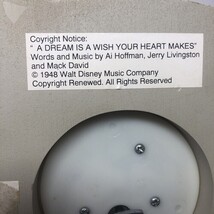 Coyright Notice:
" A DREAM IS A WISH YOUR HEART MAKES"
Words and Music by Ai Hoffman, Jerry Livingston
and Mack David
© 1948 Walt Disney Music Company
Copyright Renewed. All Rights Reserved